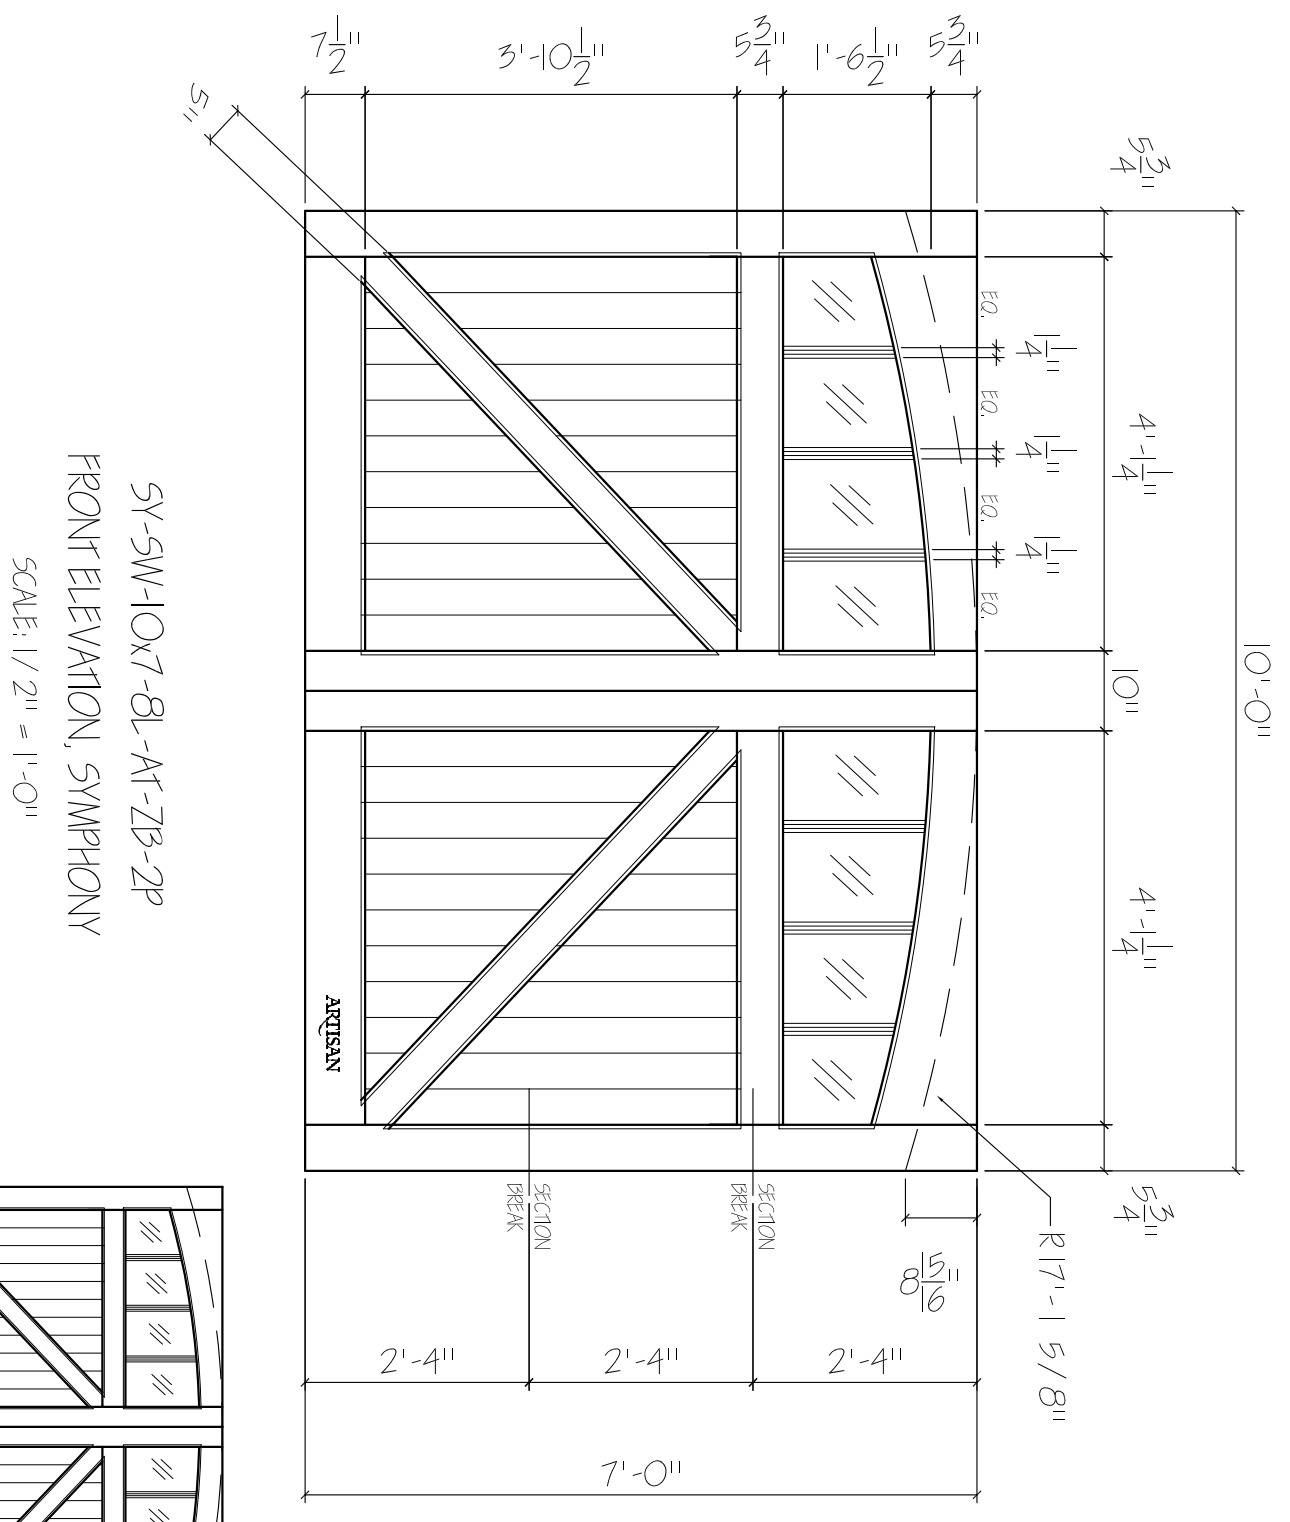 10'-0"
5 3/4"
4'-1 1/4"
10"
4'-1 1/4"
5 3/4"
EQ.
1 1/4"
EQ.
1 1/4"
EQ.
1 1/4"
EQ.
5 3/4"
1'-6 1/2"
5 3/4"
3'-10 1/2"
7 1/2"
5"
R 17'-1 5/8"
8 5/16"
SECTION
BREAK
SECTION
BREAK
2'-4"
2'-4"
2'-4"
7'-0"
ARTISAN
SY-SW-10x7-8L-AT-ZB-2P
FRONT ELEVATION, SYMPHONY
SCALE: 1/2" = 1'-0"